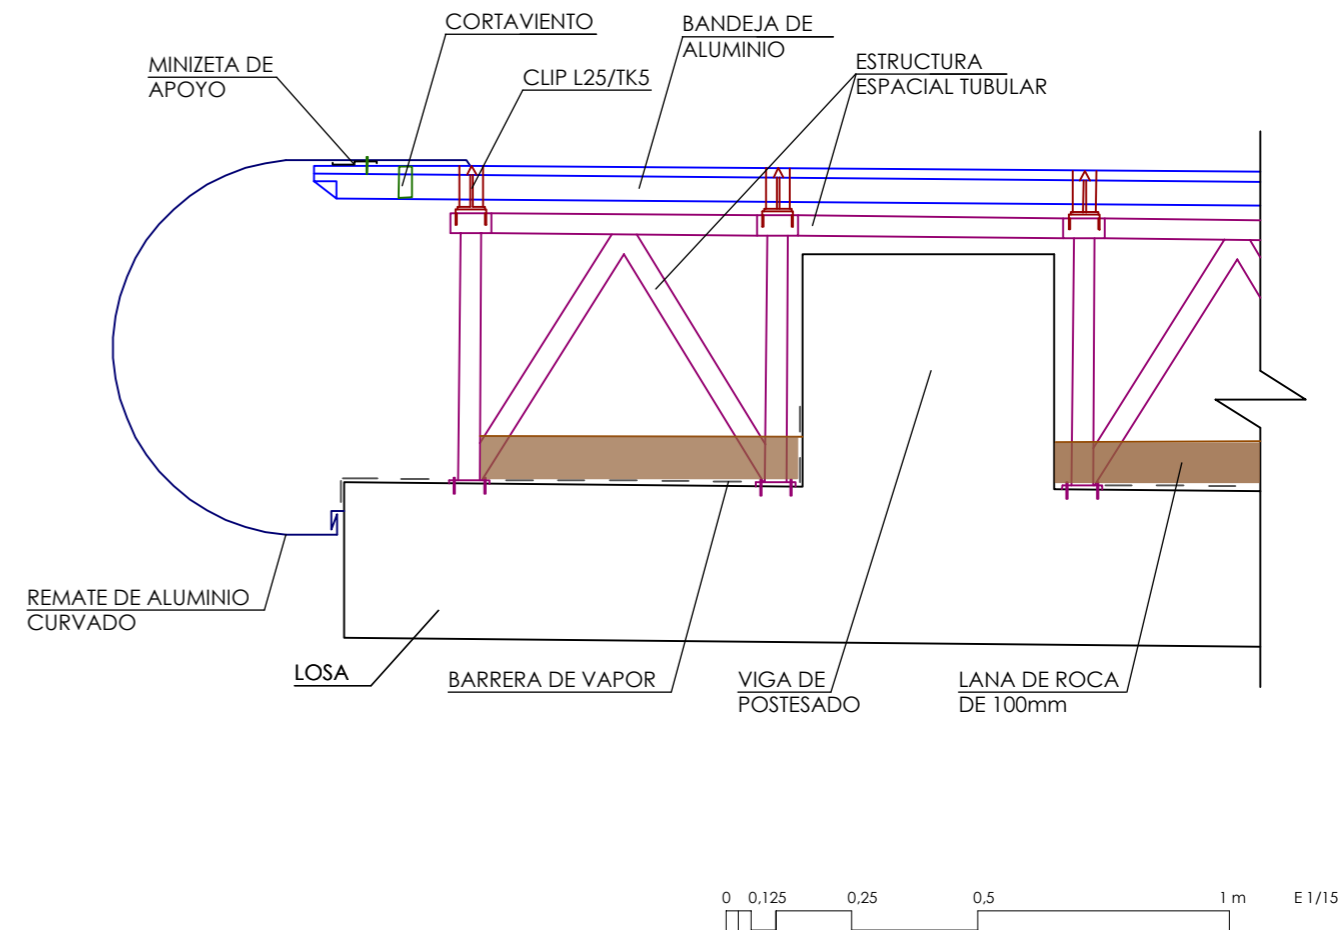 CORTAVIENTO
BANDEJA DE
ALUMINIO
MINIZETA DE
APOYO
CLIP L25/TK5
ESTRUCTURA
ESPACIAL TUBULAR
REMATE DE ALUMINIO
CURVADO
LOSA
BARRERA DE VAPOR
VIGA DE
POSTESADO
LANA DE ROCA
DE 100mm
0 0,125 0,25 0,5 1 m E 1/15